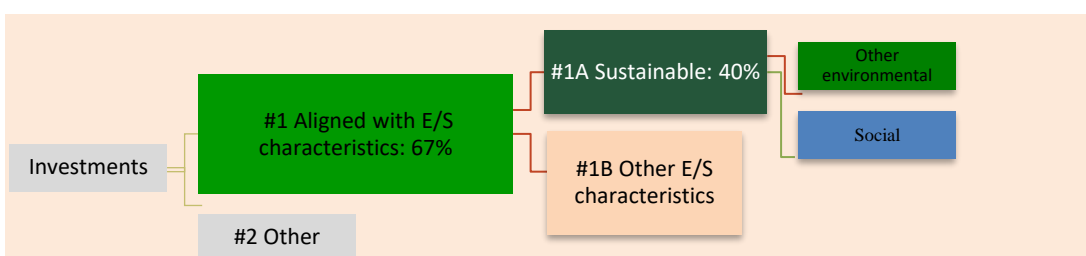 Investments
#1 Aligned with E/S
characteristics: 67%
#2 Other
#1A Sustainable: 40%
#1B Other E/S
characteristics
Other
environmental
Social